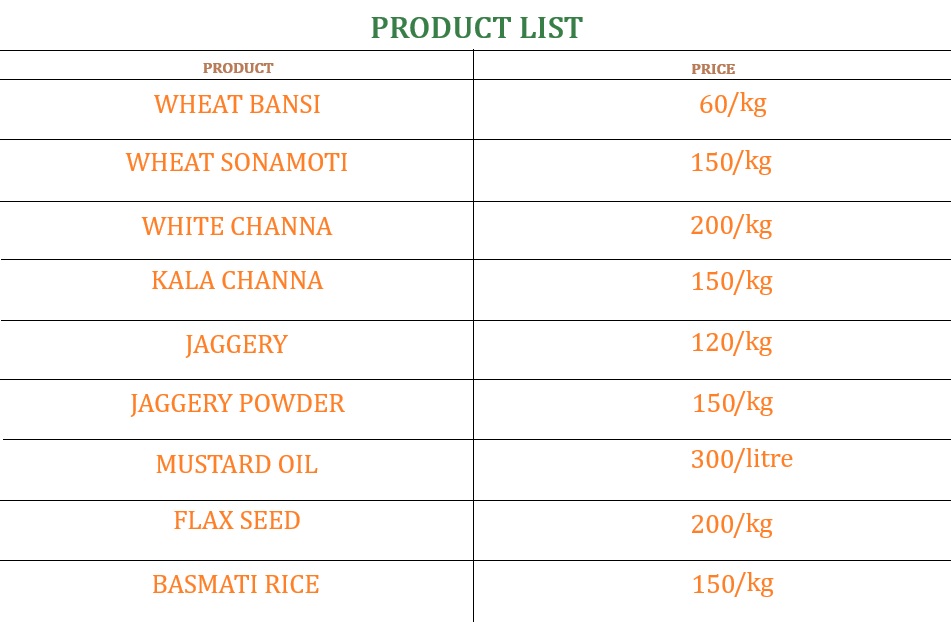 PRODUCT LIST
PRODUCT PRICE
WHEAT BANSI 60/kg
WHEAT SONAMOTI 150/kg
WHITE CHANNA 200/kg
KALA CHANNA 150/kg
JAGGERY 120/kg
JAGGERY POWDER 150/kg
MUSTARD OIL 300/litre
FLAX SEED 200/kg
BASMATI RICE 150/kg